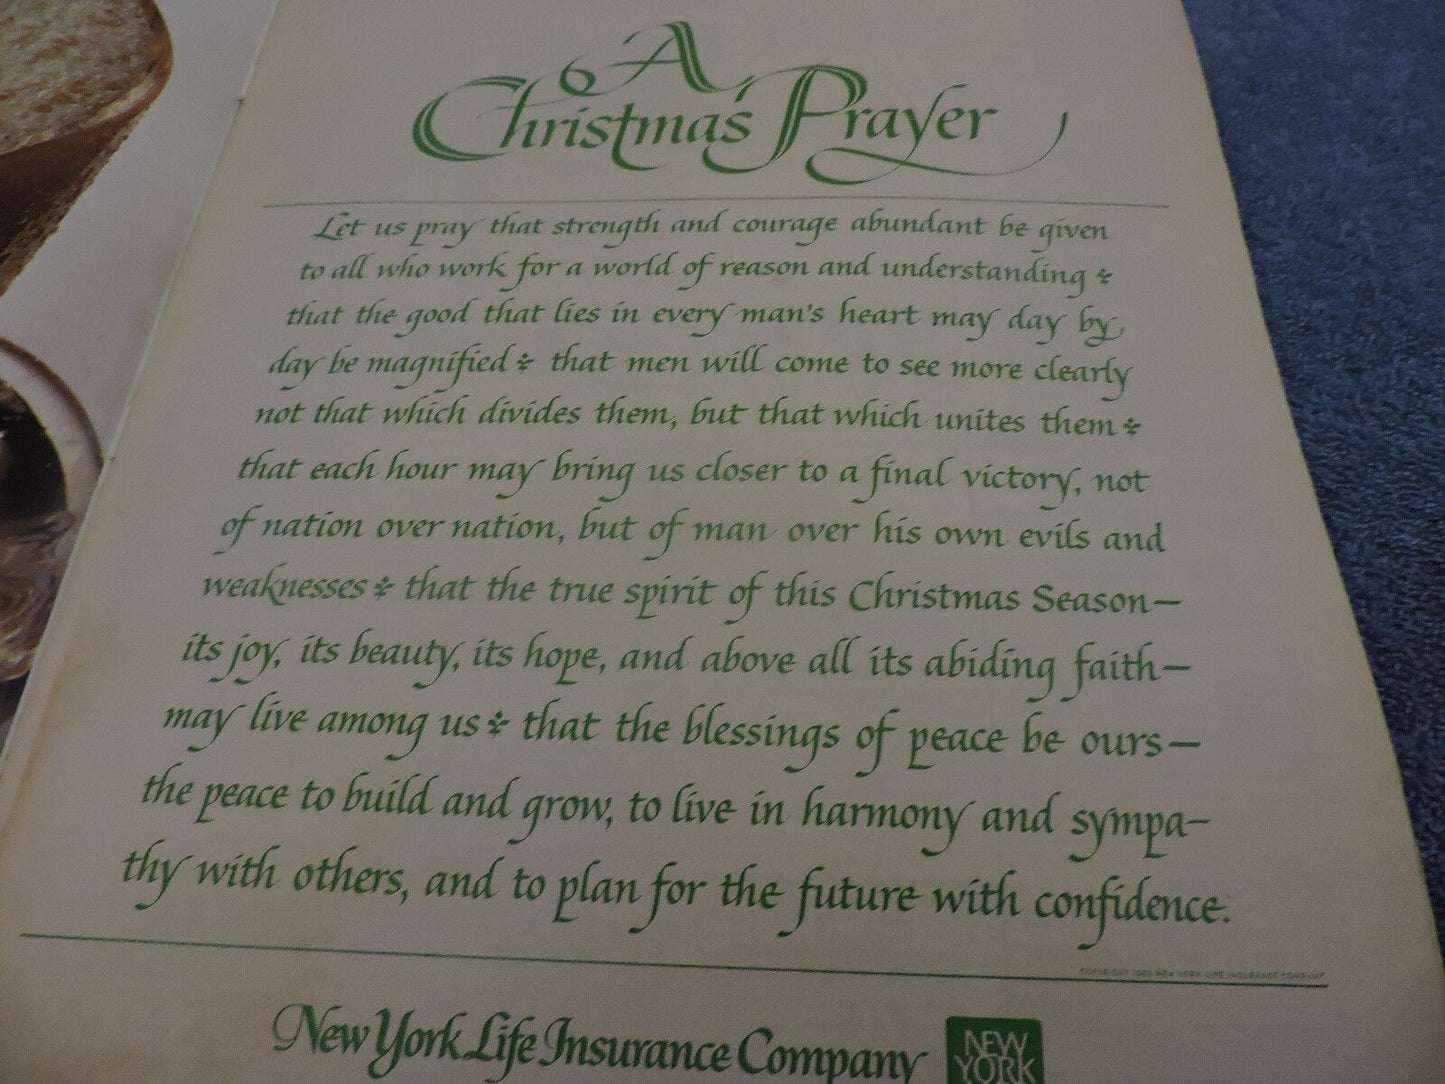 A
Christmas Prayer
Let us pray that strength and courage abundant be given
to all who work for a world of reason and understanding ❧
that the good that lies in every man's heart may day by
day be magnified ❧ that men will come to see more clearly
not that which divides them, but that which unites them ❧
that each hour may bring us closer to a final victory, not
of nation over nation, but of man over his own evils and
weaknesses ❧ that the true spirit of this Christmas Season—
its joy, its beauty, its hope, and above all its abiding faith—
may live among us ❧ that the blessings of peace be ours—
the peace to build and grow, to live in harmony and sympa-
thy with others, and to plan for the future with confidence.
COPYRIGHT NEW YORK LIFE INSURANCE COMPANY
New York Life Insurance Company
NEW
YORK